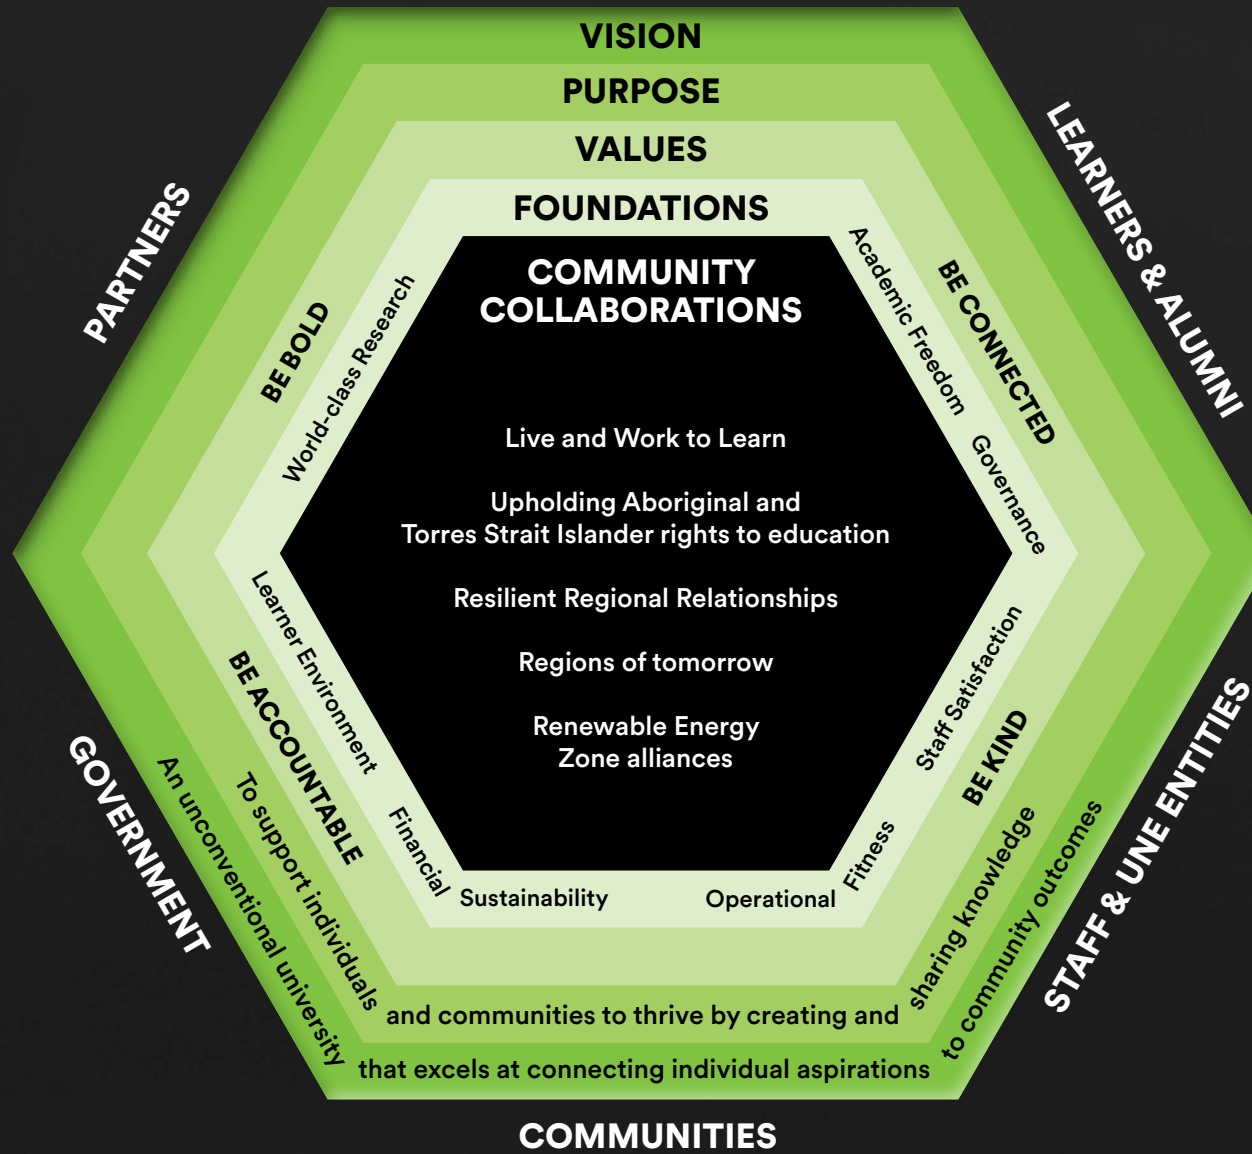 VISION
PURPOSE
VALUES
FOUNDATIONS
COMMUNITY
COLLABORATIONS
Live and Work to Learn
Upholding Aboriginal and
Torres Strait Islander rights to education
Resilient Regional Relationships
Regions of tomorrow
Renewable Energy
Zone alliances
World-class Research
Academic Freedom
Governance
Staff Satisfaction
Operational
Fitness
Learner Environment
Financial
Sustainability
BE BOLD
BE CONNECTED
BE KIND
BE ACCOUNTABLE
To support individuals
and communities to thrive by creating and
sharing knowledge
An unconventional university
that excels at connecting individual aspirations
to community outcomes
PARTNERS
LEARNERS & ALUMNI
STAFF & UNE ENTITIES
COMMUNITIES
GOVERNMENT